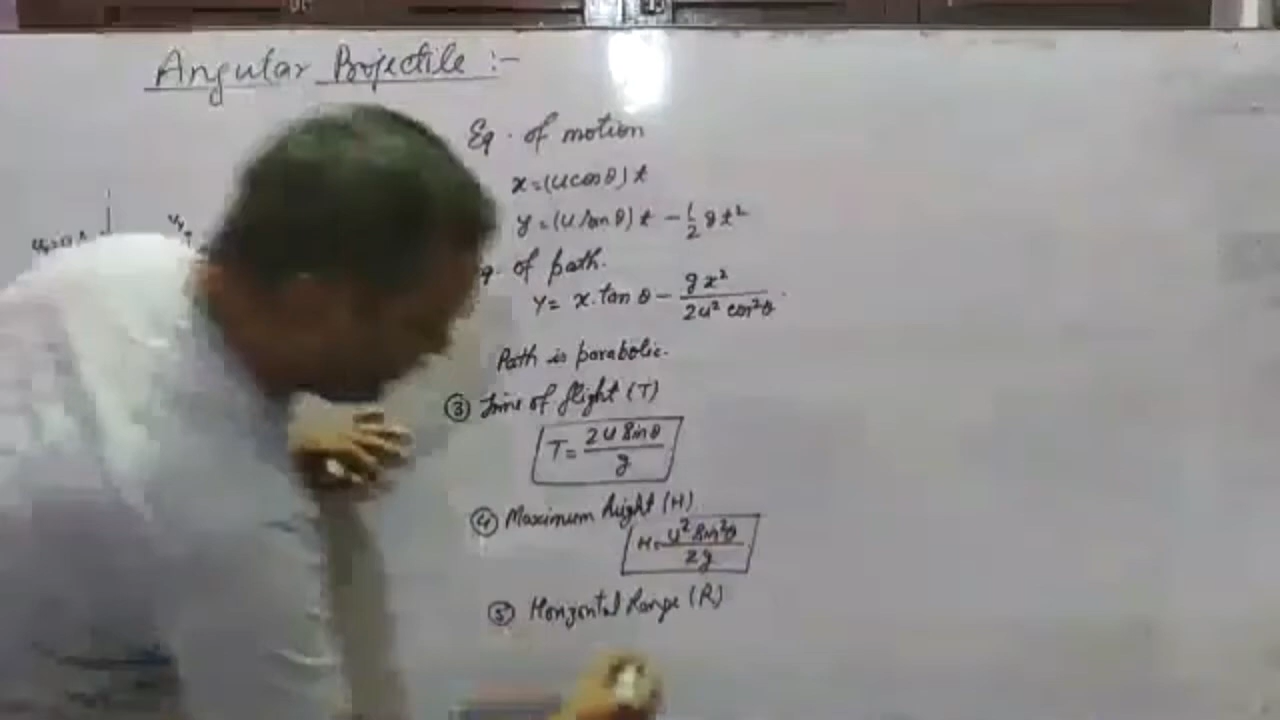 Angular Projectile :-
Eq. of motion
x=(u cos θ) t
y=(u sin θ) t - 1/2 g t²
q. of path.
y= x.tan θ - g x² / 2u² cos² θ
Path is parabolic.
③ Time of flight (T)
T= 2u Sin θ / g
④ Maximum height (H)
H= u² Sin² θ / 2g
⑤ Horizontal Range (R)